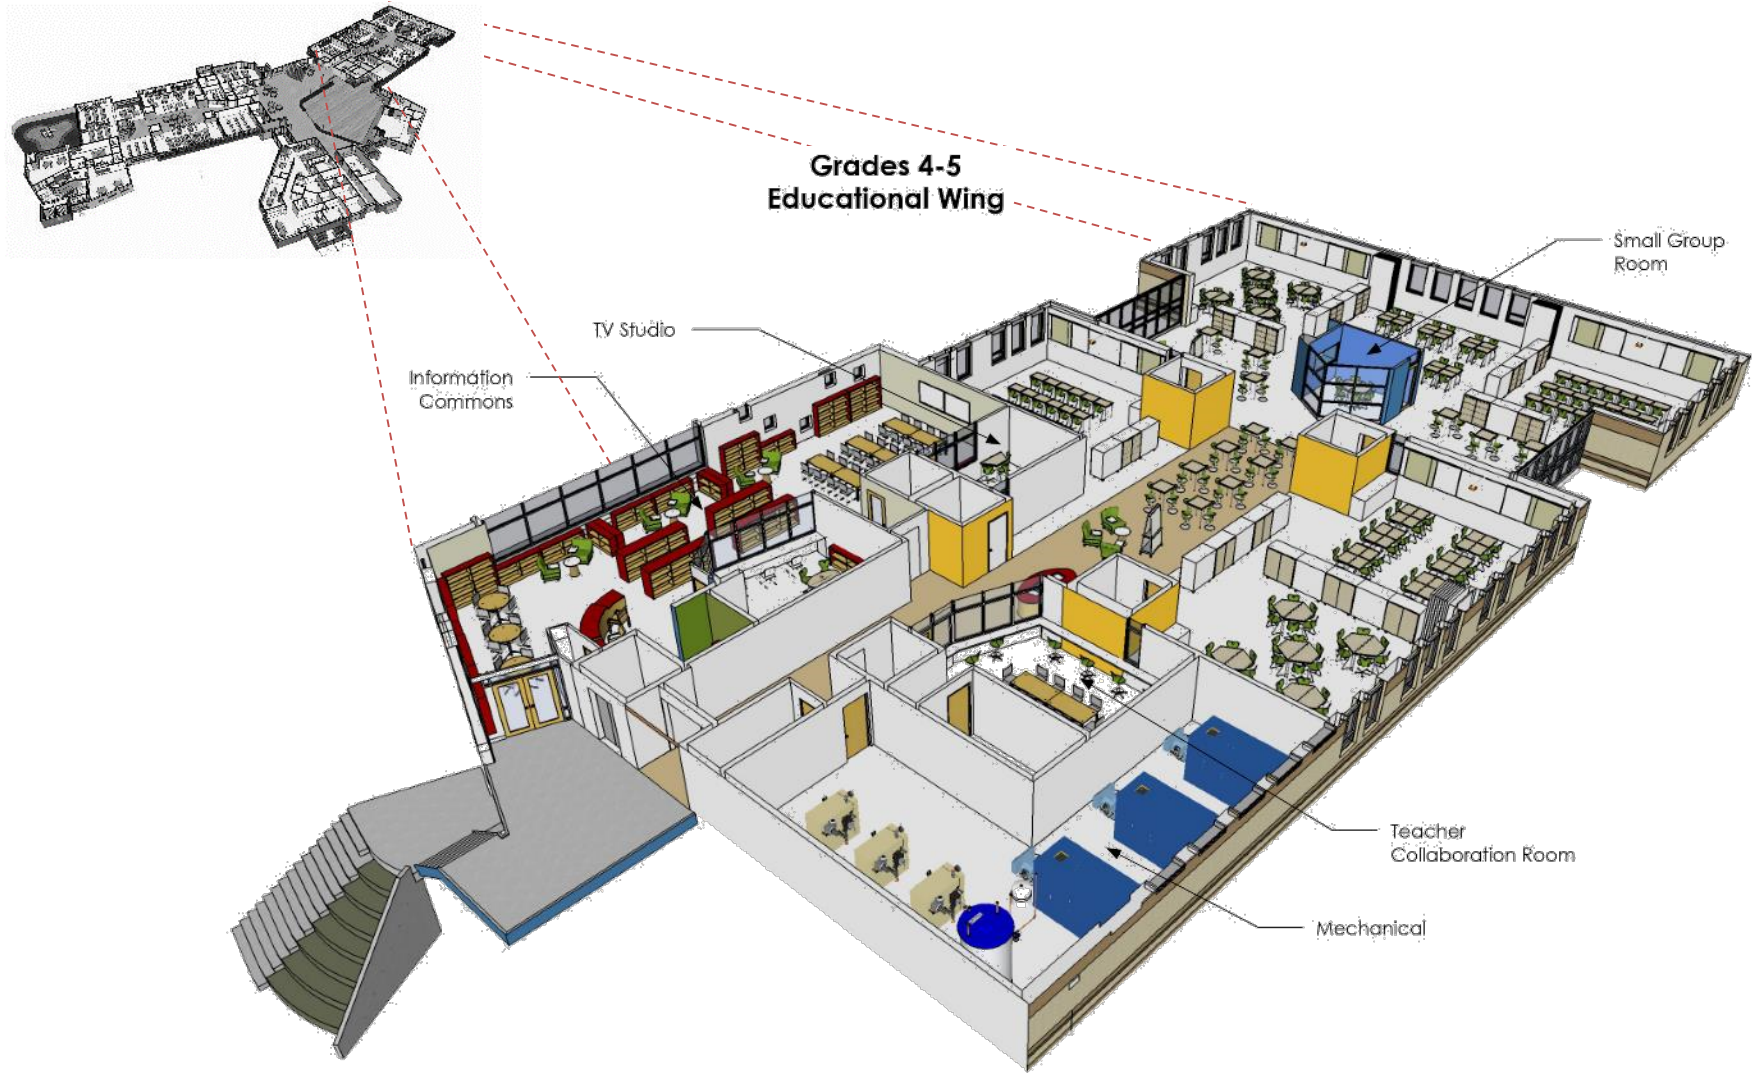 Grades 4-5
Educational Wing
Small Group
Room
TV Studio
Information
Commons
Teacher
Collaboration Room
Mechanical